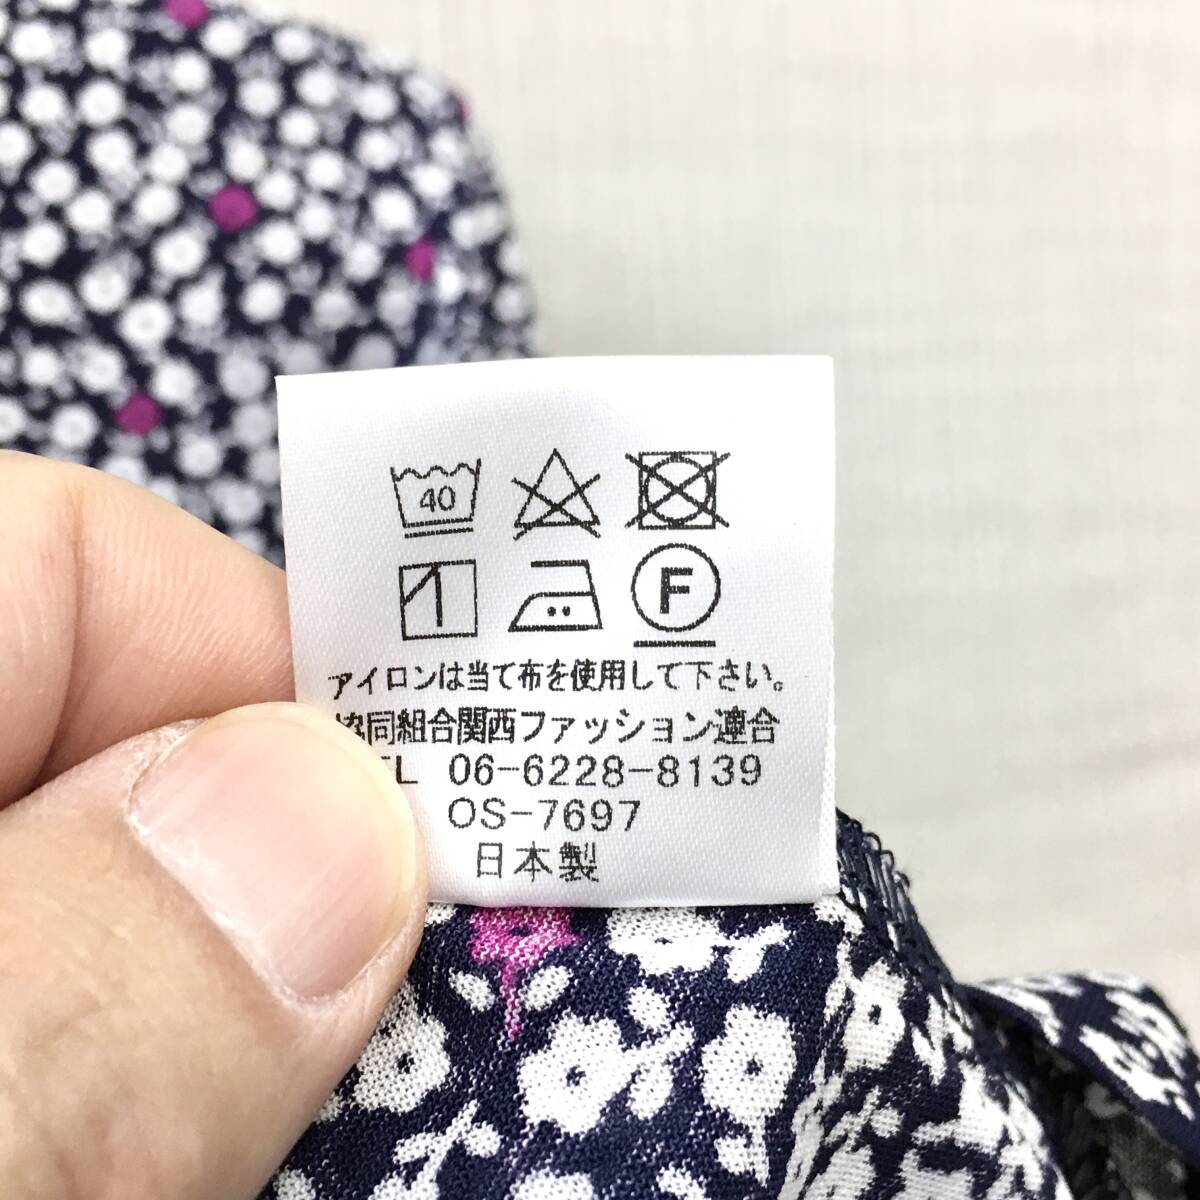 40
F
アイロンは当て布を使用して下さい。
協同組合関西ファッション連合
TEL 06-6228-8139
OS-7697
日本製